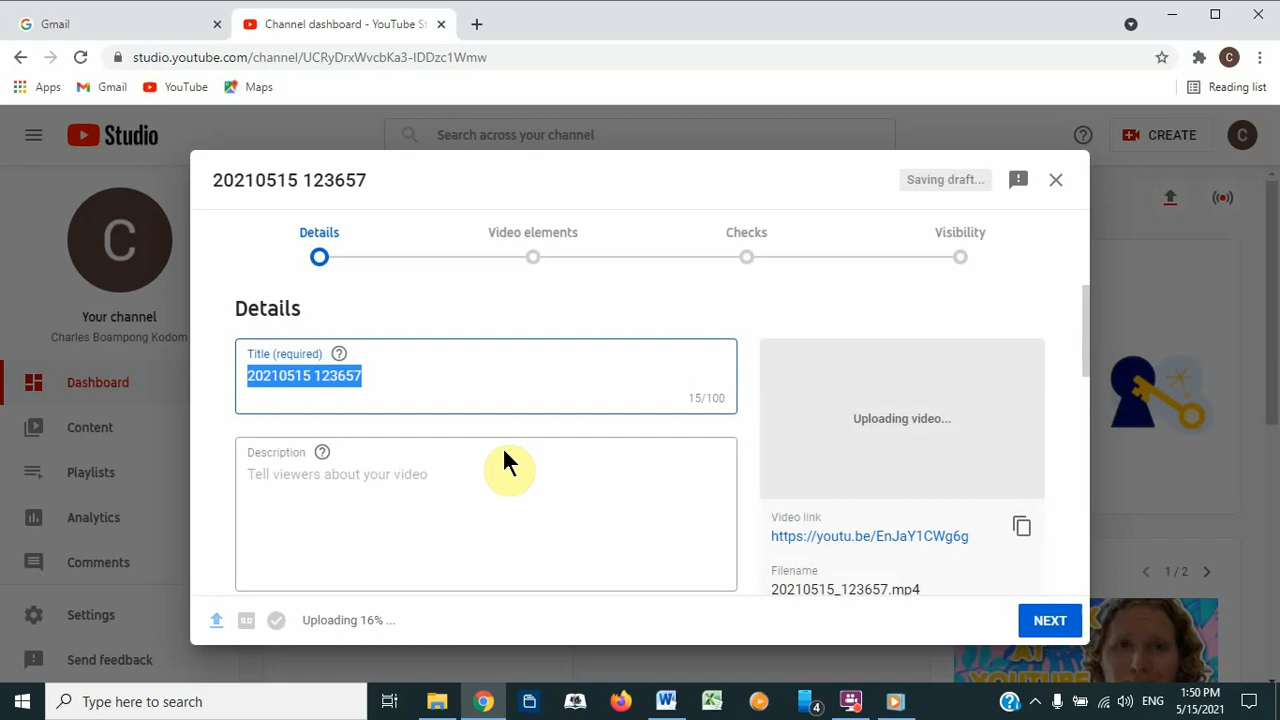 Gmail
Channel dashboard - YouTube St
studio.youtube.com/channel/UCRyDrxWvcbKa3-IDDzc1Wmw
Apps
Gmail
YouTube
Maps
Reading list
Studio
Search across your channel
CREATE
C
20210515 123657
Saving draft...
Details
Video elements
Checks
Visibility
C
Your channel
Charles Boampong Kodom
Dashboard
Content
Playlists
Analytics
Comments
Settings
Send feedback
Details
Title (required)
20210515 123657
15/100
Description
Tell viewers about your video
Uploading video...
Video link
https://youtu.be/EnJaY1CWg6g
Filename
20210515_123657.mp4
1 / 2
Uploading 16% ...
NEXT
Type here to search
4
ENG
1:50 PM
5/15/2021